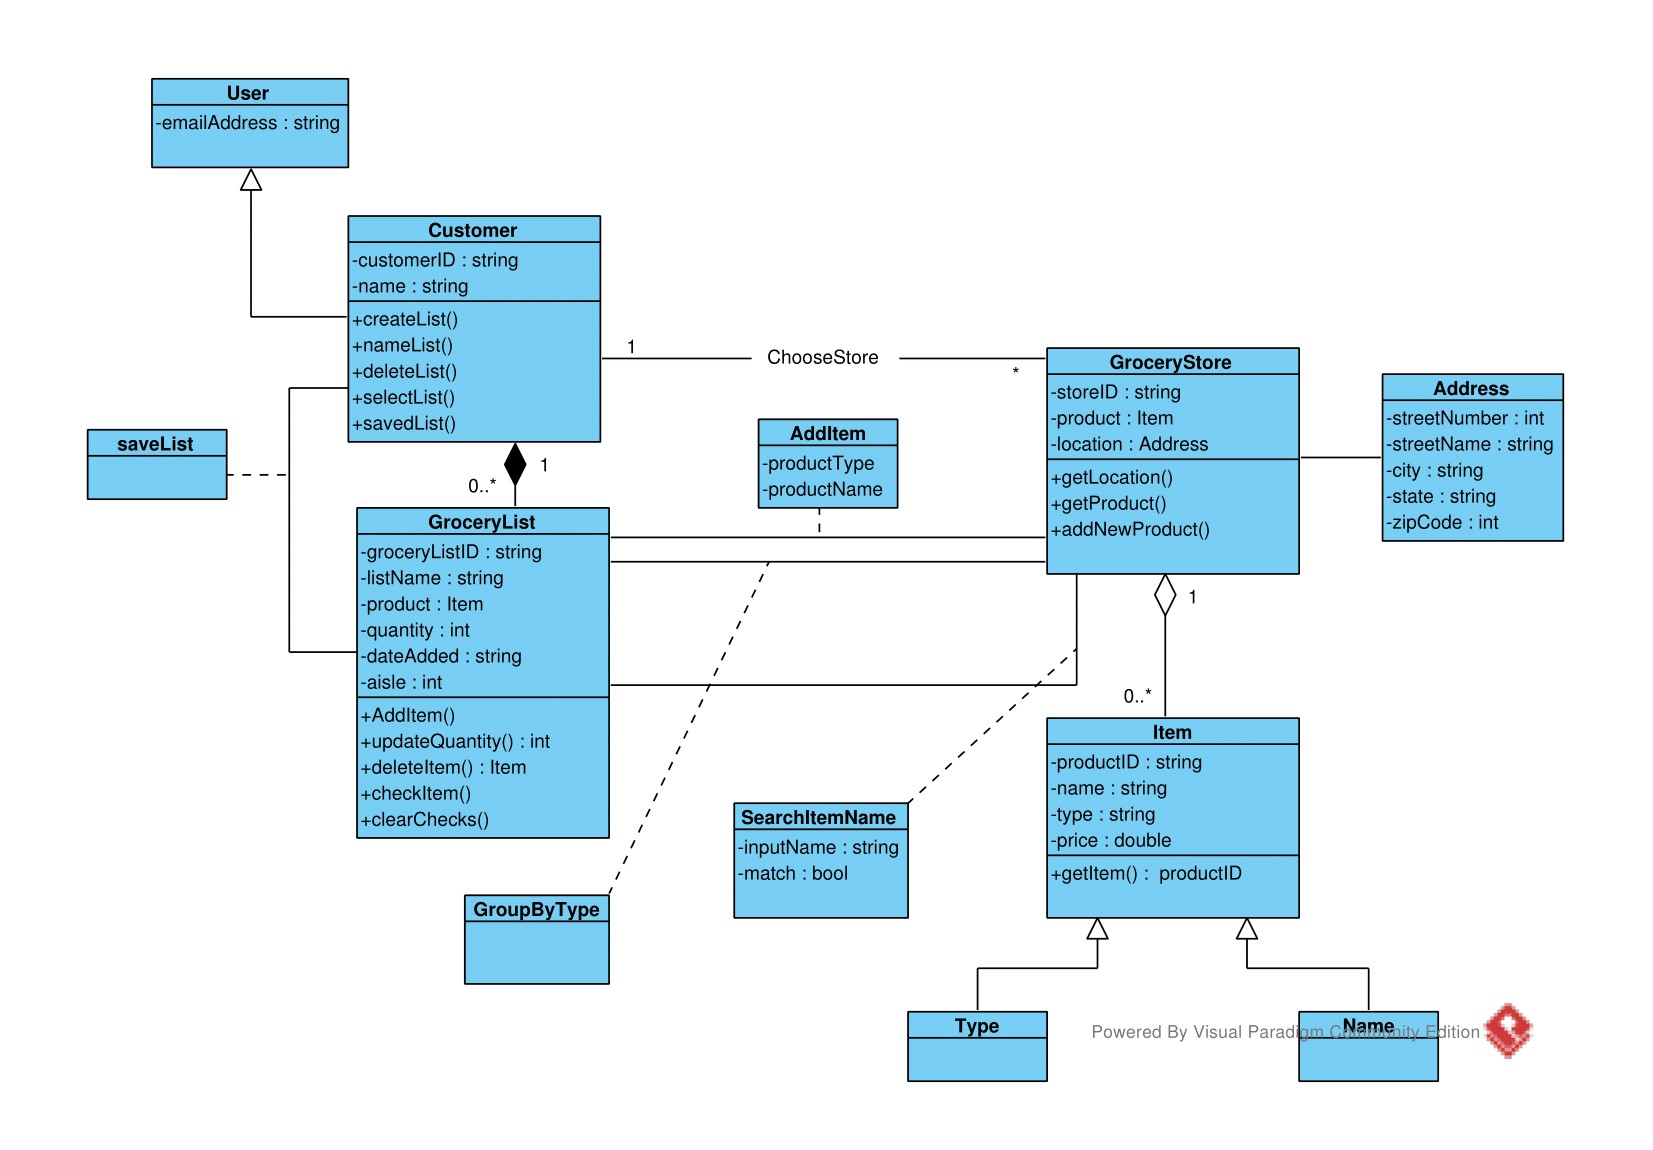 User
-emailAddress : string
Customer
-customerID : string
-name : string
+createList()
+nameList()
+deleteList()
+selectList()
+savedList()
1
ChooseStore
*
GroceryStore
-storeID : string
-product : Item
-location : Address
+getLocation()
+getProduct()
+addNewProduct()
Address
-streetNumber : int
-streetName : string
-city : string
-state : string
-zipCode : int
saveList
AddItem
-productType
-productName
1
0..*
GroceryList
-groceryListID : string
-listName : string
-product : Item
-quantity : int
-dateAdded : string
-aisle : int
+AddItem()
+updateQuantity() : int
+deleteItem() : Item
+checkItem()
+clearChecks()
1
0..*
Item
-productID : string
-name : string
-type : string
-price : double
+getItem() : productID
SearchItemName
-inputName : string
-match : bool
GroupByType
Type
Name
Powered By Visual Paradigm Community Edition